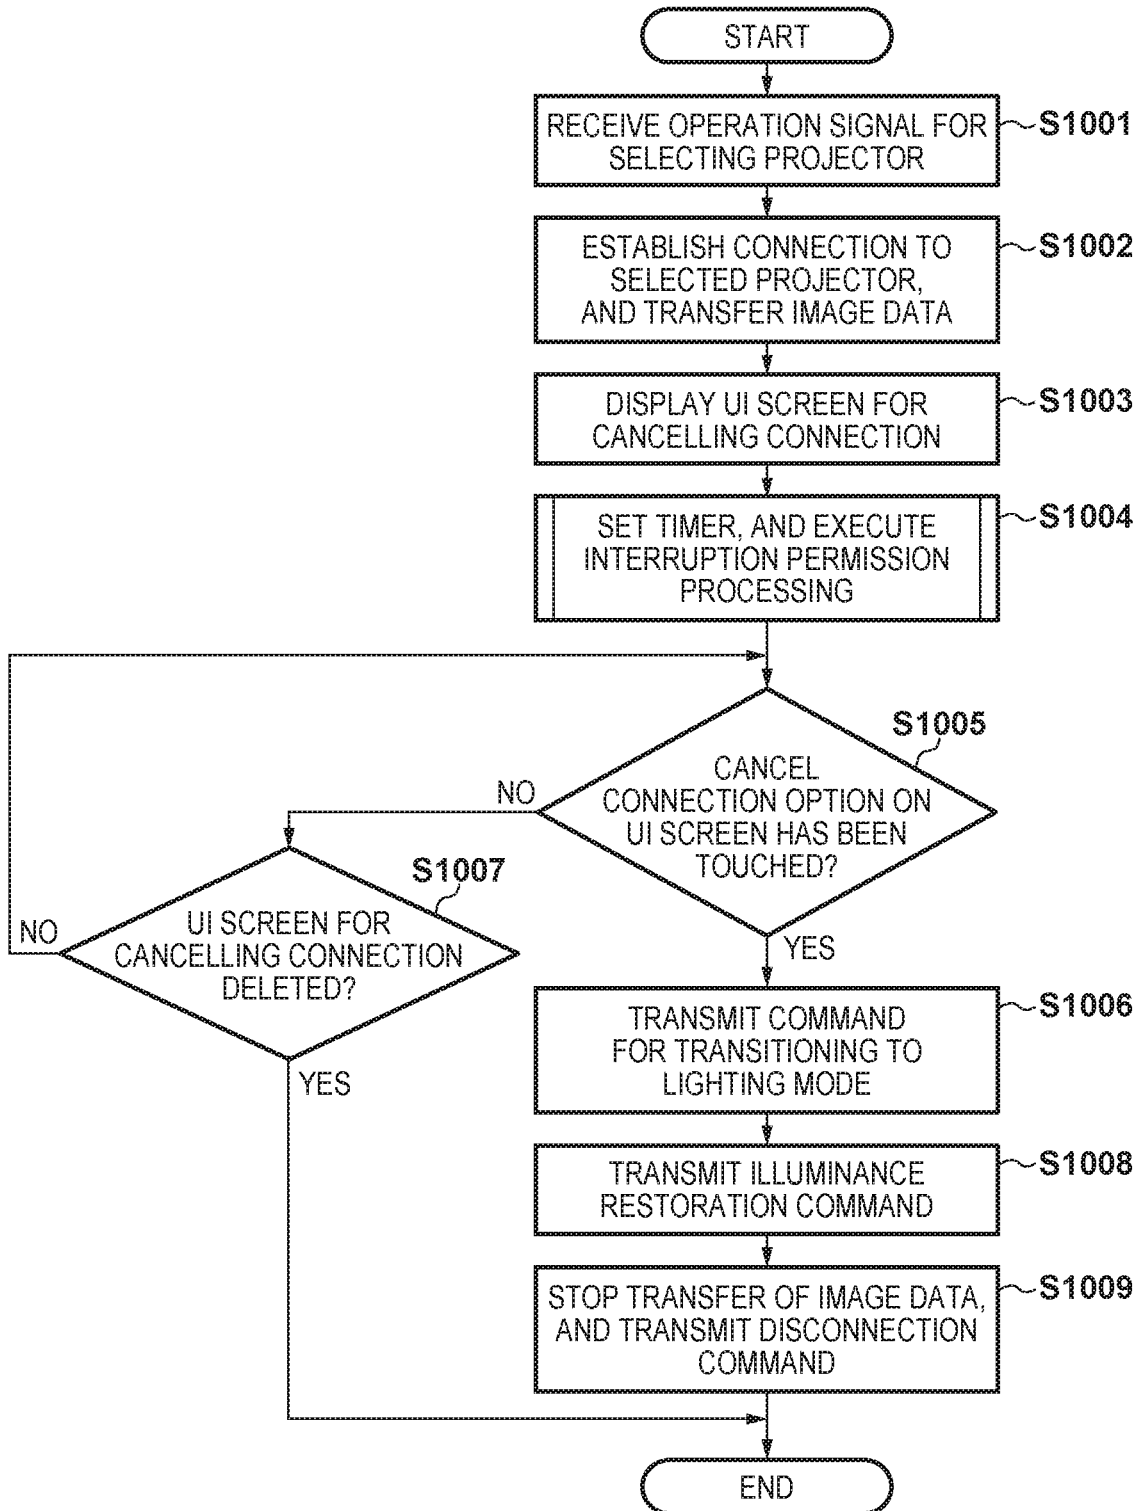 START
RECEIVE OPERATION SIGNAL FOR
SELECTING PROJECTOR
S1001
ESTABLISH CONNECTION TO
SELECTED PROJECTOR,
AND TRANSFER IMAGE DATA
S1002
DISPLAY UI SCREEN FOR
CANCELLING CONNECTION
S1003
SET TIMER, AND EXECUTE
INTERRUPTION PERMISSION
PROCESSING
S1004
S1005
CANCEL
CONNECTION OPTION ON
UI SCREEN HAS BEEN
TOUCHED?
NO
YES
S1007
UI SCREEN FOR
CANCELLING CONNECTION
DELETED?
NO
YES
TRANSMIT COMMAND
FOR TRANSITIONING TO
LIGHTING MODE
S1006
TRANSMIT ILLUMINANCE
RESTORATION COMMAND
S1008
STOP TRANSFER OF IMAGE DATA,
AND TRANSMIT DISCONNECTION
COMMAND
S1009
END